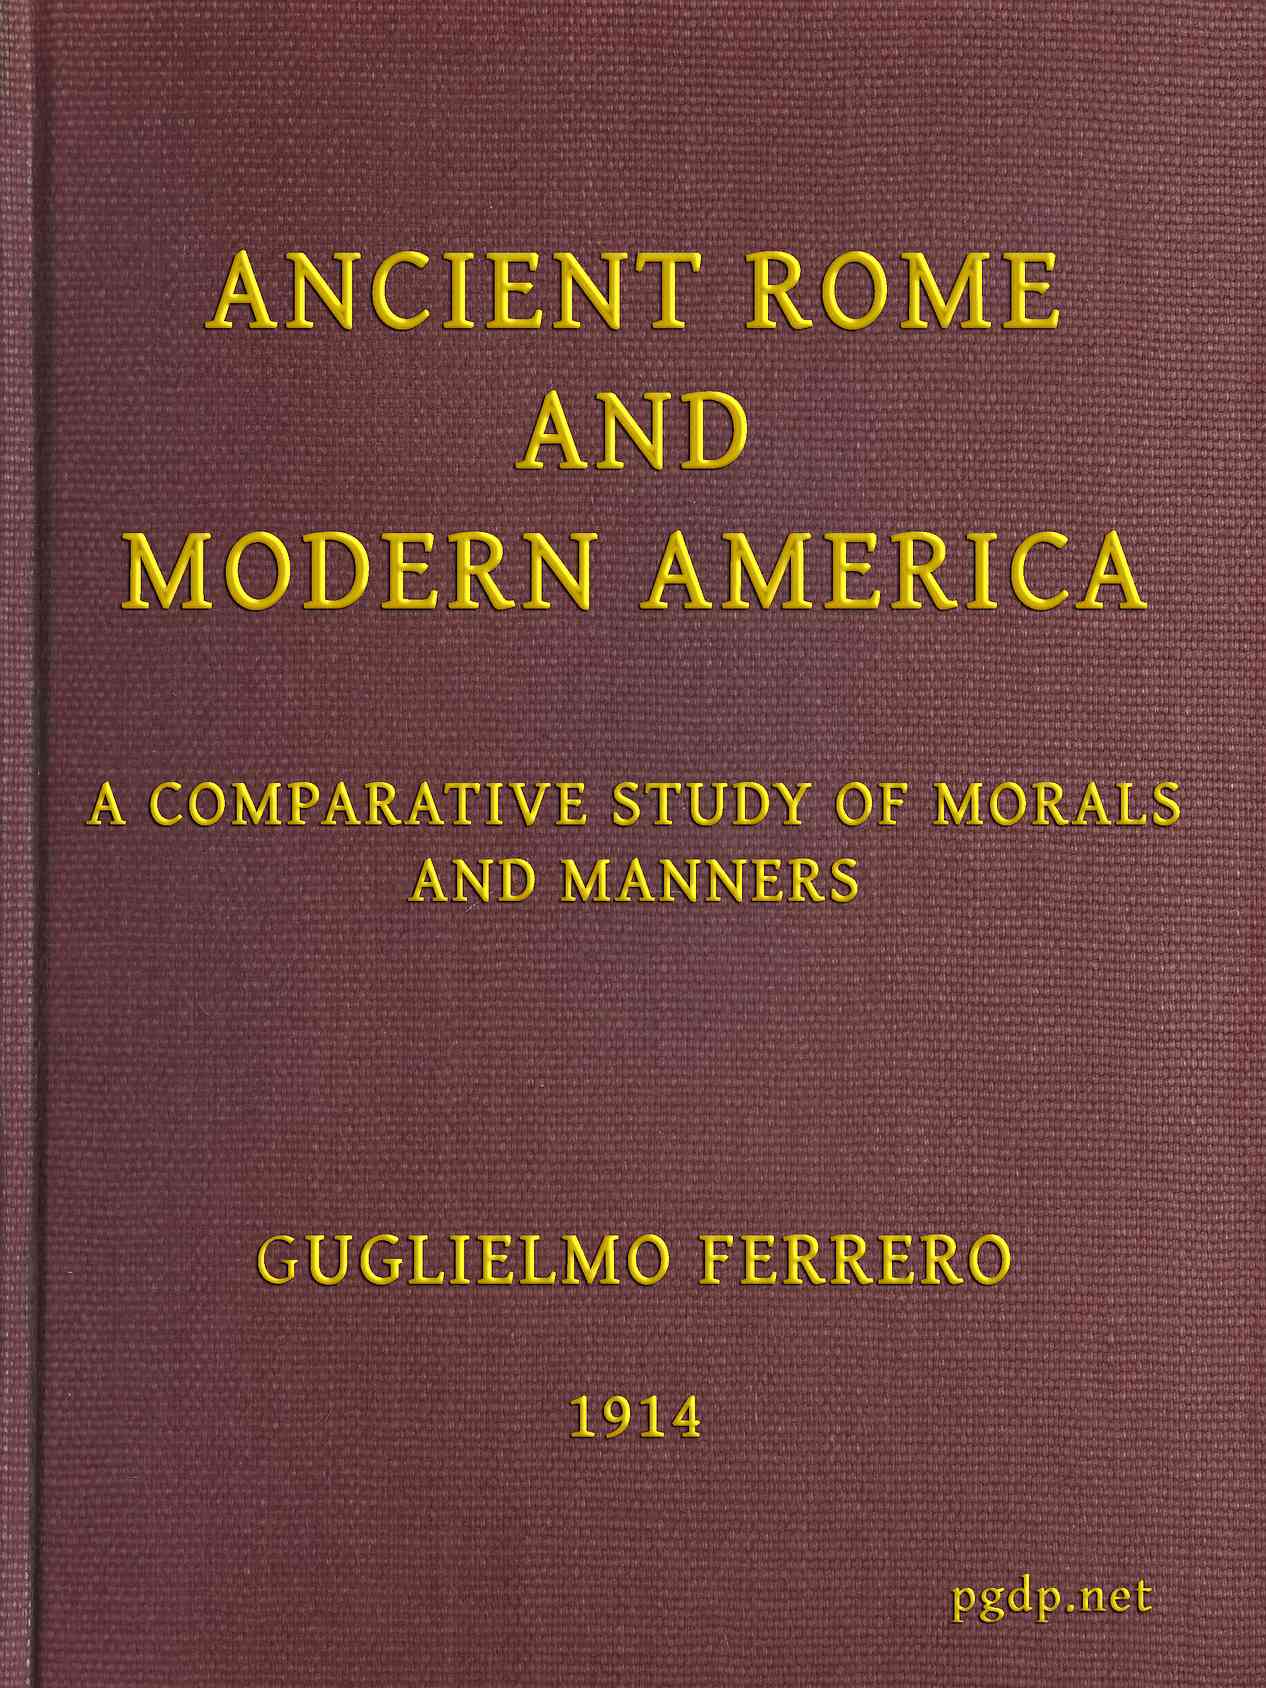 ANCIENT ROME
AND
MODERN AMERICA
A COMPARATIVE STUDY OF MORALS
AND MANNERS
GUGLIELMO FERRERO
1914
pgdp.net